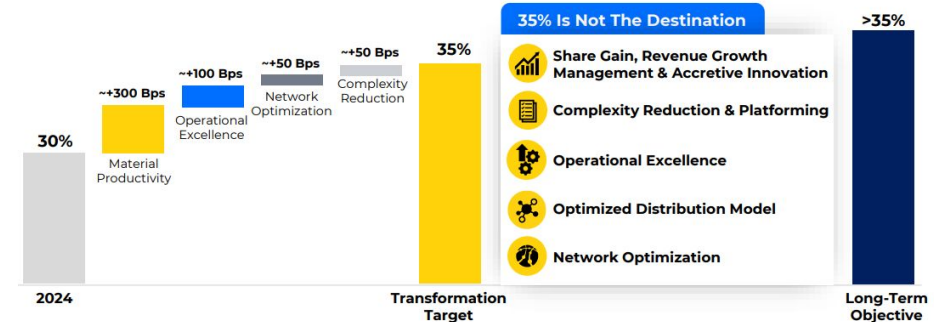 30%
2024
~+300 Bps
Material
Productivity
~+100 Bps
Operational
Excellence
~+50 Bps
Network
Optimization
~+50 Bps
Complexity
Reduction
35%
Transformation
Target
35% Is Not The Destination
Share Gain, Revenue Growth
Management & Accretive Innovation
Complexity Reduction & Platforming
Operational Excellence
Optimized Distribution Model
Network Optimization
>35%
Long-Term
Objective